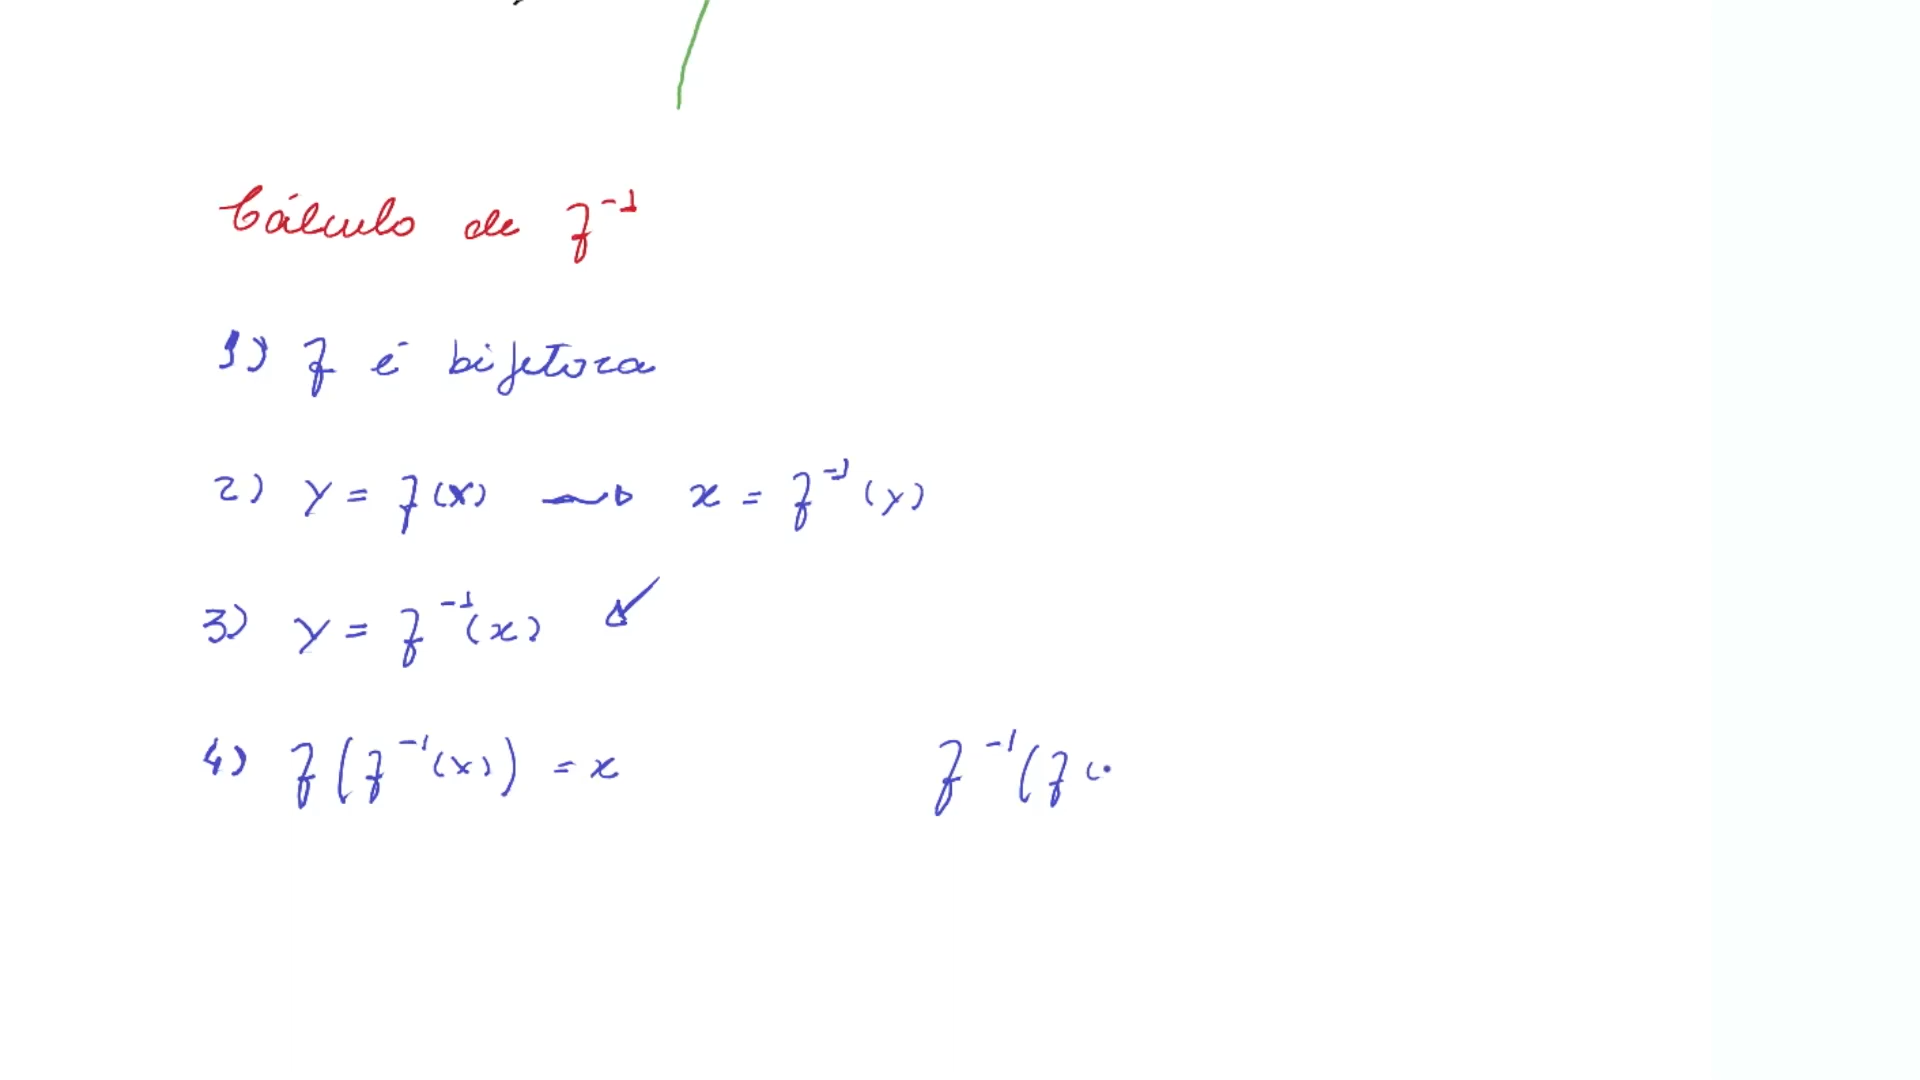 Cálculo de f⁻¹
1) f é bijetora
2) y = f(x) ⟿ x = f⁻¹(y)
3) y = f⁻¹(x) ↙
4) f(f⁻¹(x)) = x f⁻¹(f(